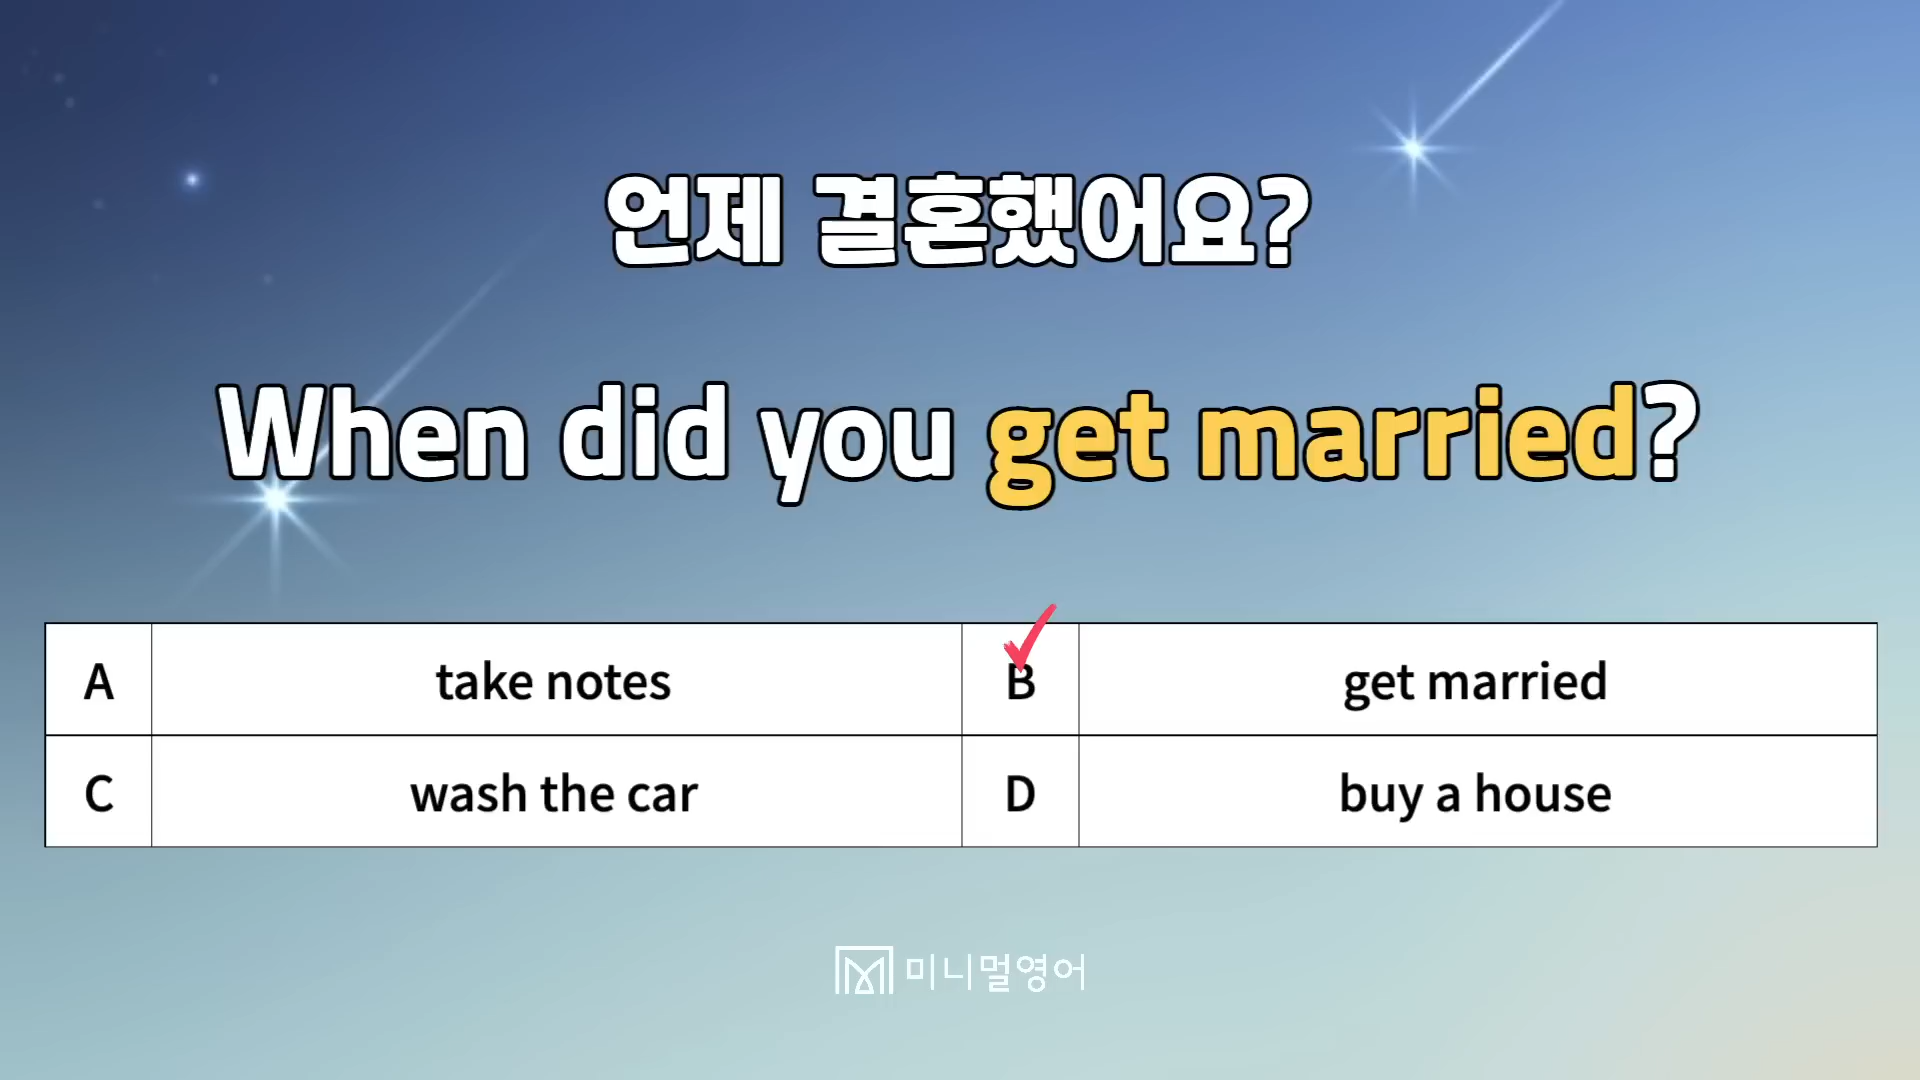 언제 결혼했어요?
When did you get married?
A take notes B get married
C wash the car D buy a house
미니멀영어